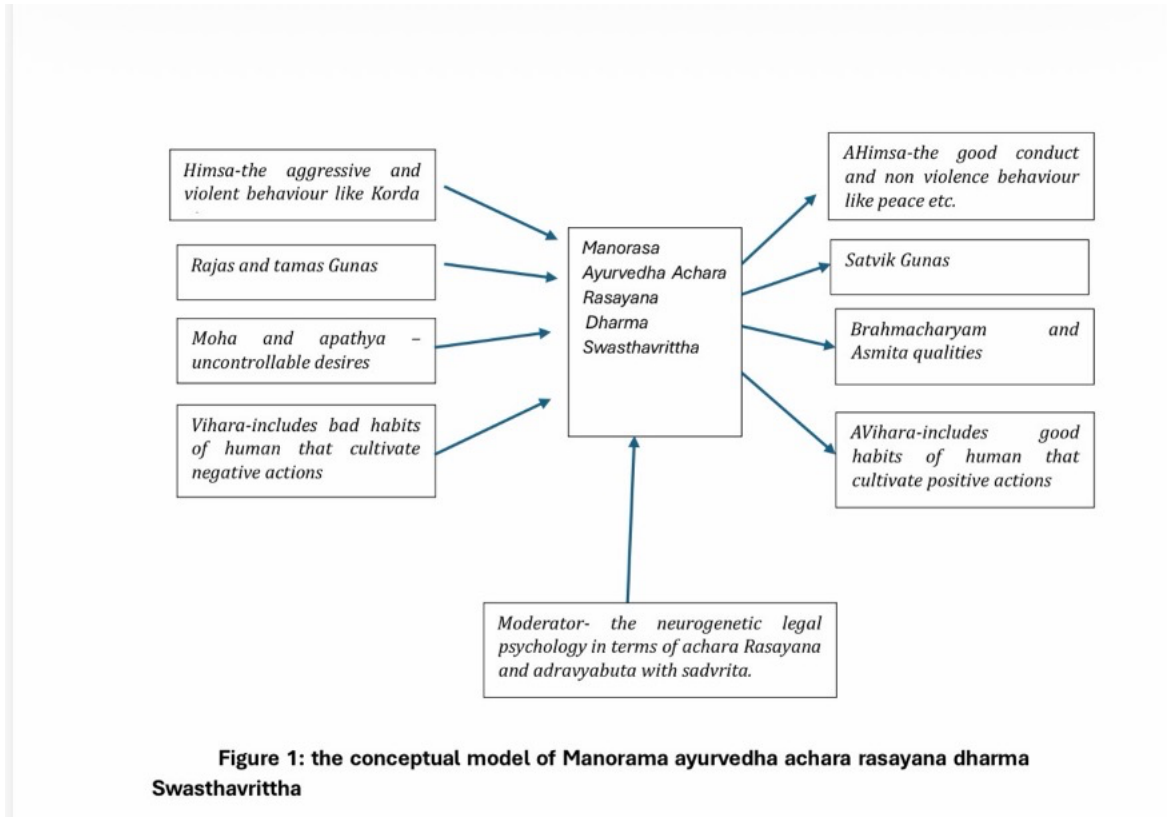 Himsa-the aggressive and
violent behaviour like Korda
Rajas and tamas Gunas
Moha and apathya –
uncontrollable desires
Vihara-includes bad habits
of human that cultivate
negative actions
Manorasa
Ayurvedha Achara
Rasayana
Dharma
Swasthavrittha
AHimsa-the good conduct
and non violence behaviour
like peace etc.
Satvik Gunas
Brahmacharyam and
Asmita qualities
AVihara-includes good
habits of human that
cultivate positive actions
Moderator- the neurogenetic legal
psychology in terms of achara Rasayana
and adravyabuta with sadvrita.
Figure 1: the conceptual model of Manorama ayurvedha achara rasayana dharma
Swasthavrittha